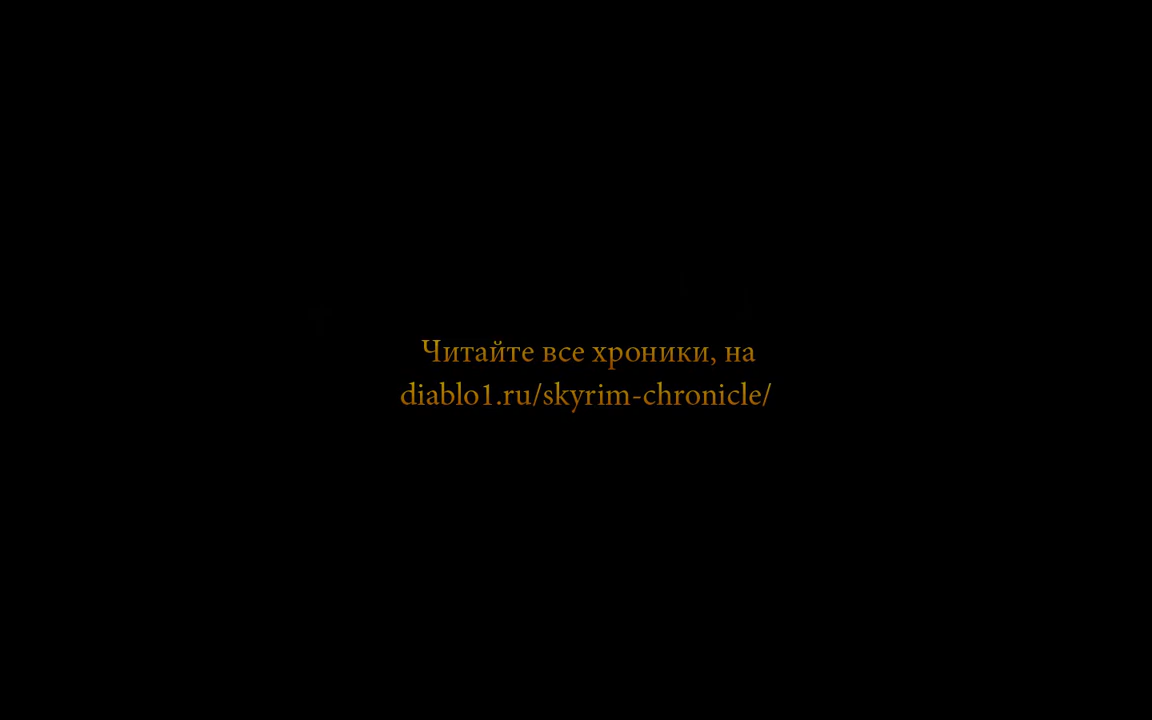 Читайте все хроники, на
diablo1.ru/skyrim-chronicle/